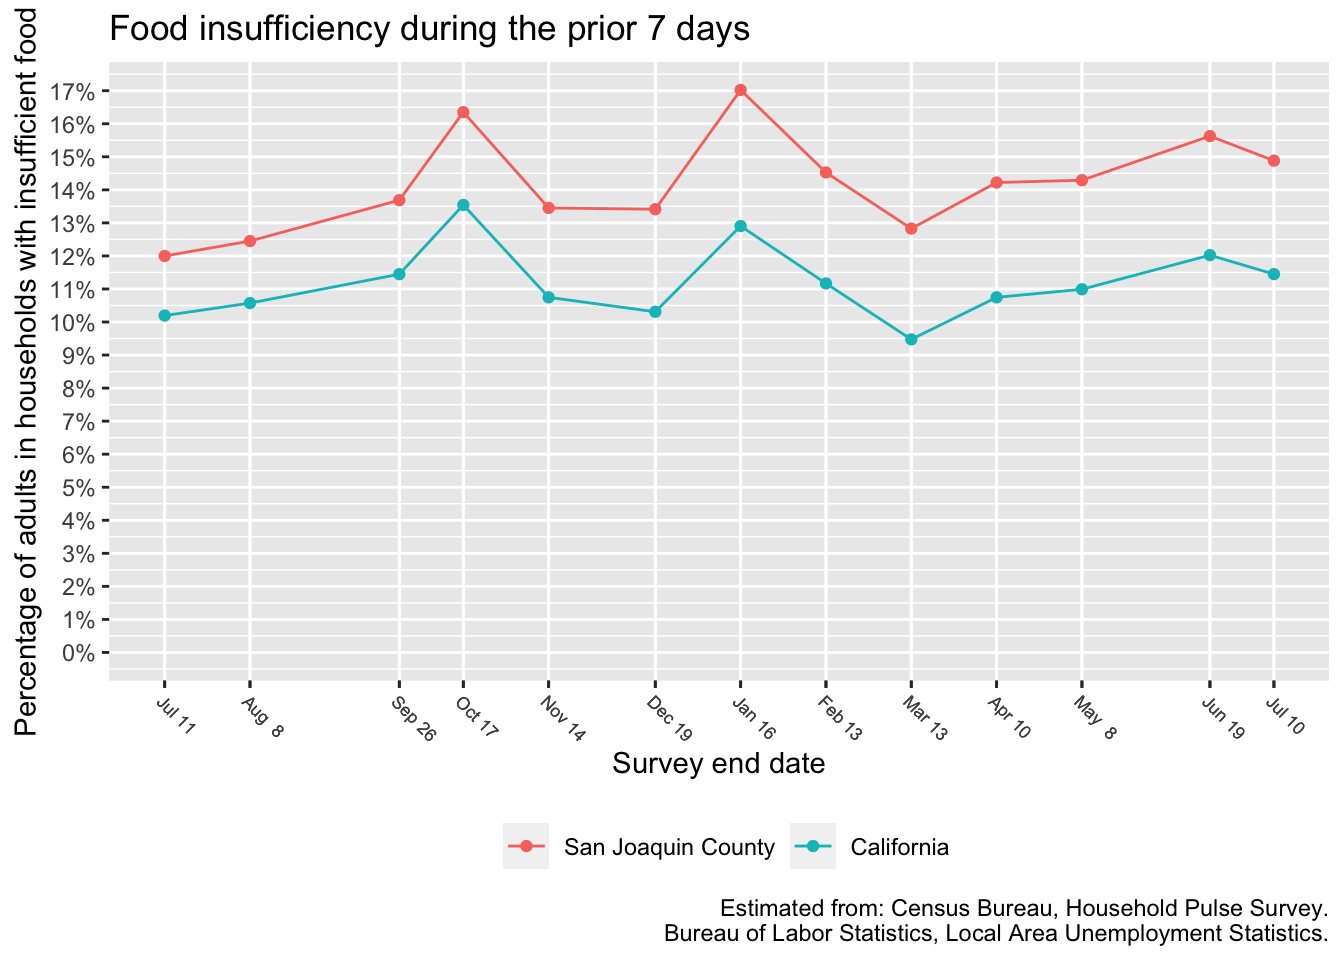 Food insufficiency during the prior 7 days
Percentage of adults in households with insufficient food
17%
16%
15%
14%
13%
12%
11%
10%
9%
8%
7%
6%
5%
4%
3%
2%
1%
0%
Jul 11
Aug 8
Sep 26
Oct 17
Nov 14
Dec 19
Jan 16
Feb 13
Mar 13
Apr 10
May 8
Jun 19
Jul 10
Survey end date
San Joaquin County
California
Estimated from: Census Bureau, Household Pulse Survey.
Bureau of Labor Statistics, Local Area Unemployment Statistics.